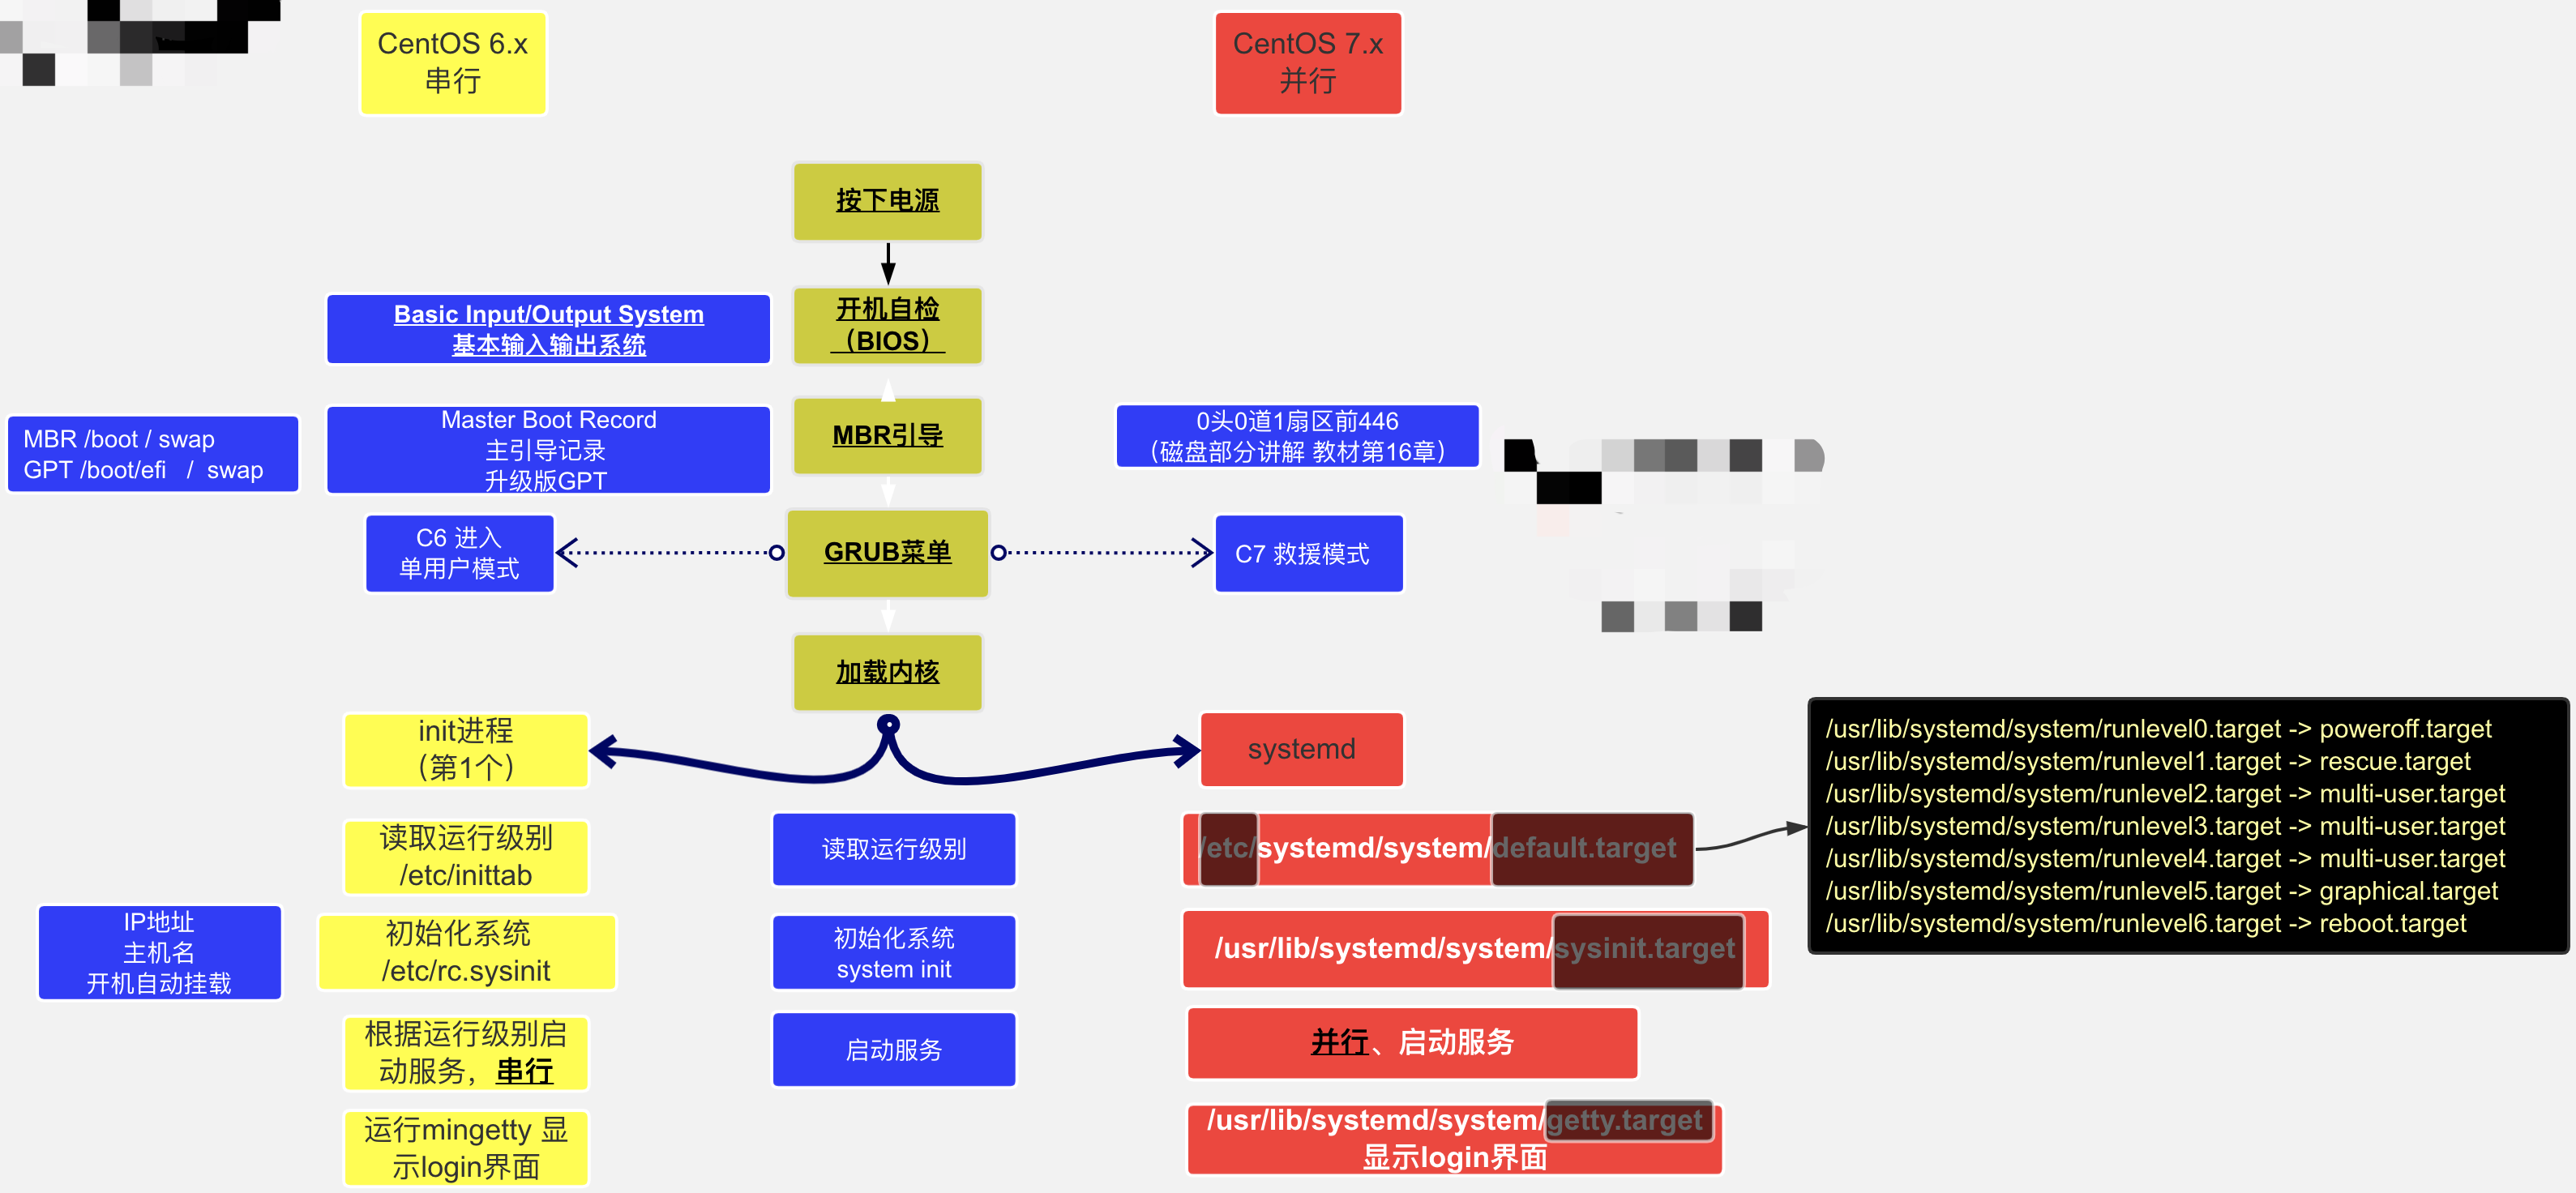 CentOS 6.x
串行
CentOS 7.x
并行
按下电源
Basic Input/Output System
基本输入输出系统
开机自检
（BIOS）
MBR /boot / swap
GPT /boot/efi / swap
Master Boot Record
主引导记录
升级版GPT
MBR引导
0头0道1扇区前446
（磁盘部分讲解 教材第16章）
C6 进入
单用户模式
GRUB菜单
C7 救援模式
加载内核
init进程
（第1个）
systemd
读取运行级别
/etc/inittab
读取运行级别
/etc/systemd/system/default.target
/usr/lib/systemd/system/runlevel0.target -> poweroff.target
/usr/lib/systemd/system/runlevel1.target -> rescue.target
/usr/lib/systemd/system/runlevel2.target -> multi-user.target
/usr/lib/systemd/system/runlevel3.target -> multi-user.target
/usr/lib/systemd/system/runlevel4.target -> multi-user.target
/usr/lib/systemd/system/runlevel5.target -> graphical.target
/usr/lib/systemd/system/runlevel6.target -> reboot.target
IP地址
主机名
开机自动挂载
初始化系统
/etc/rc.sysinit
初始化系统
system init
/usr/lib/systemd/system/sysinit.target
根据运行级别启
动服务，串行
启动服务
并行、启动服务
运行mingetty 显
示login界面
/usr/lib/systemd/system/getty.target
显示login界面